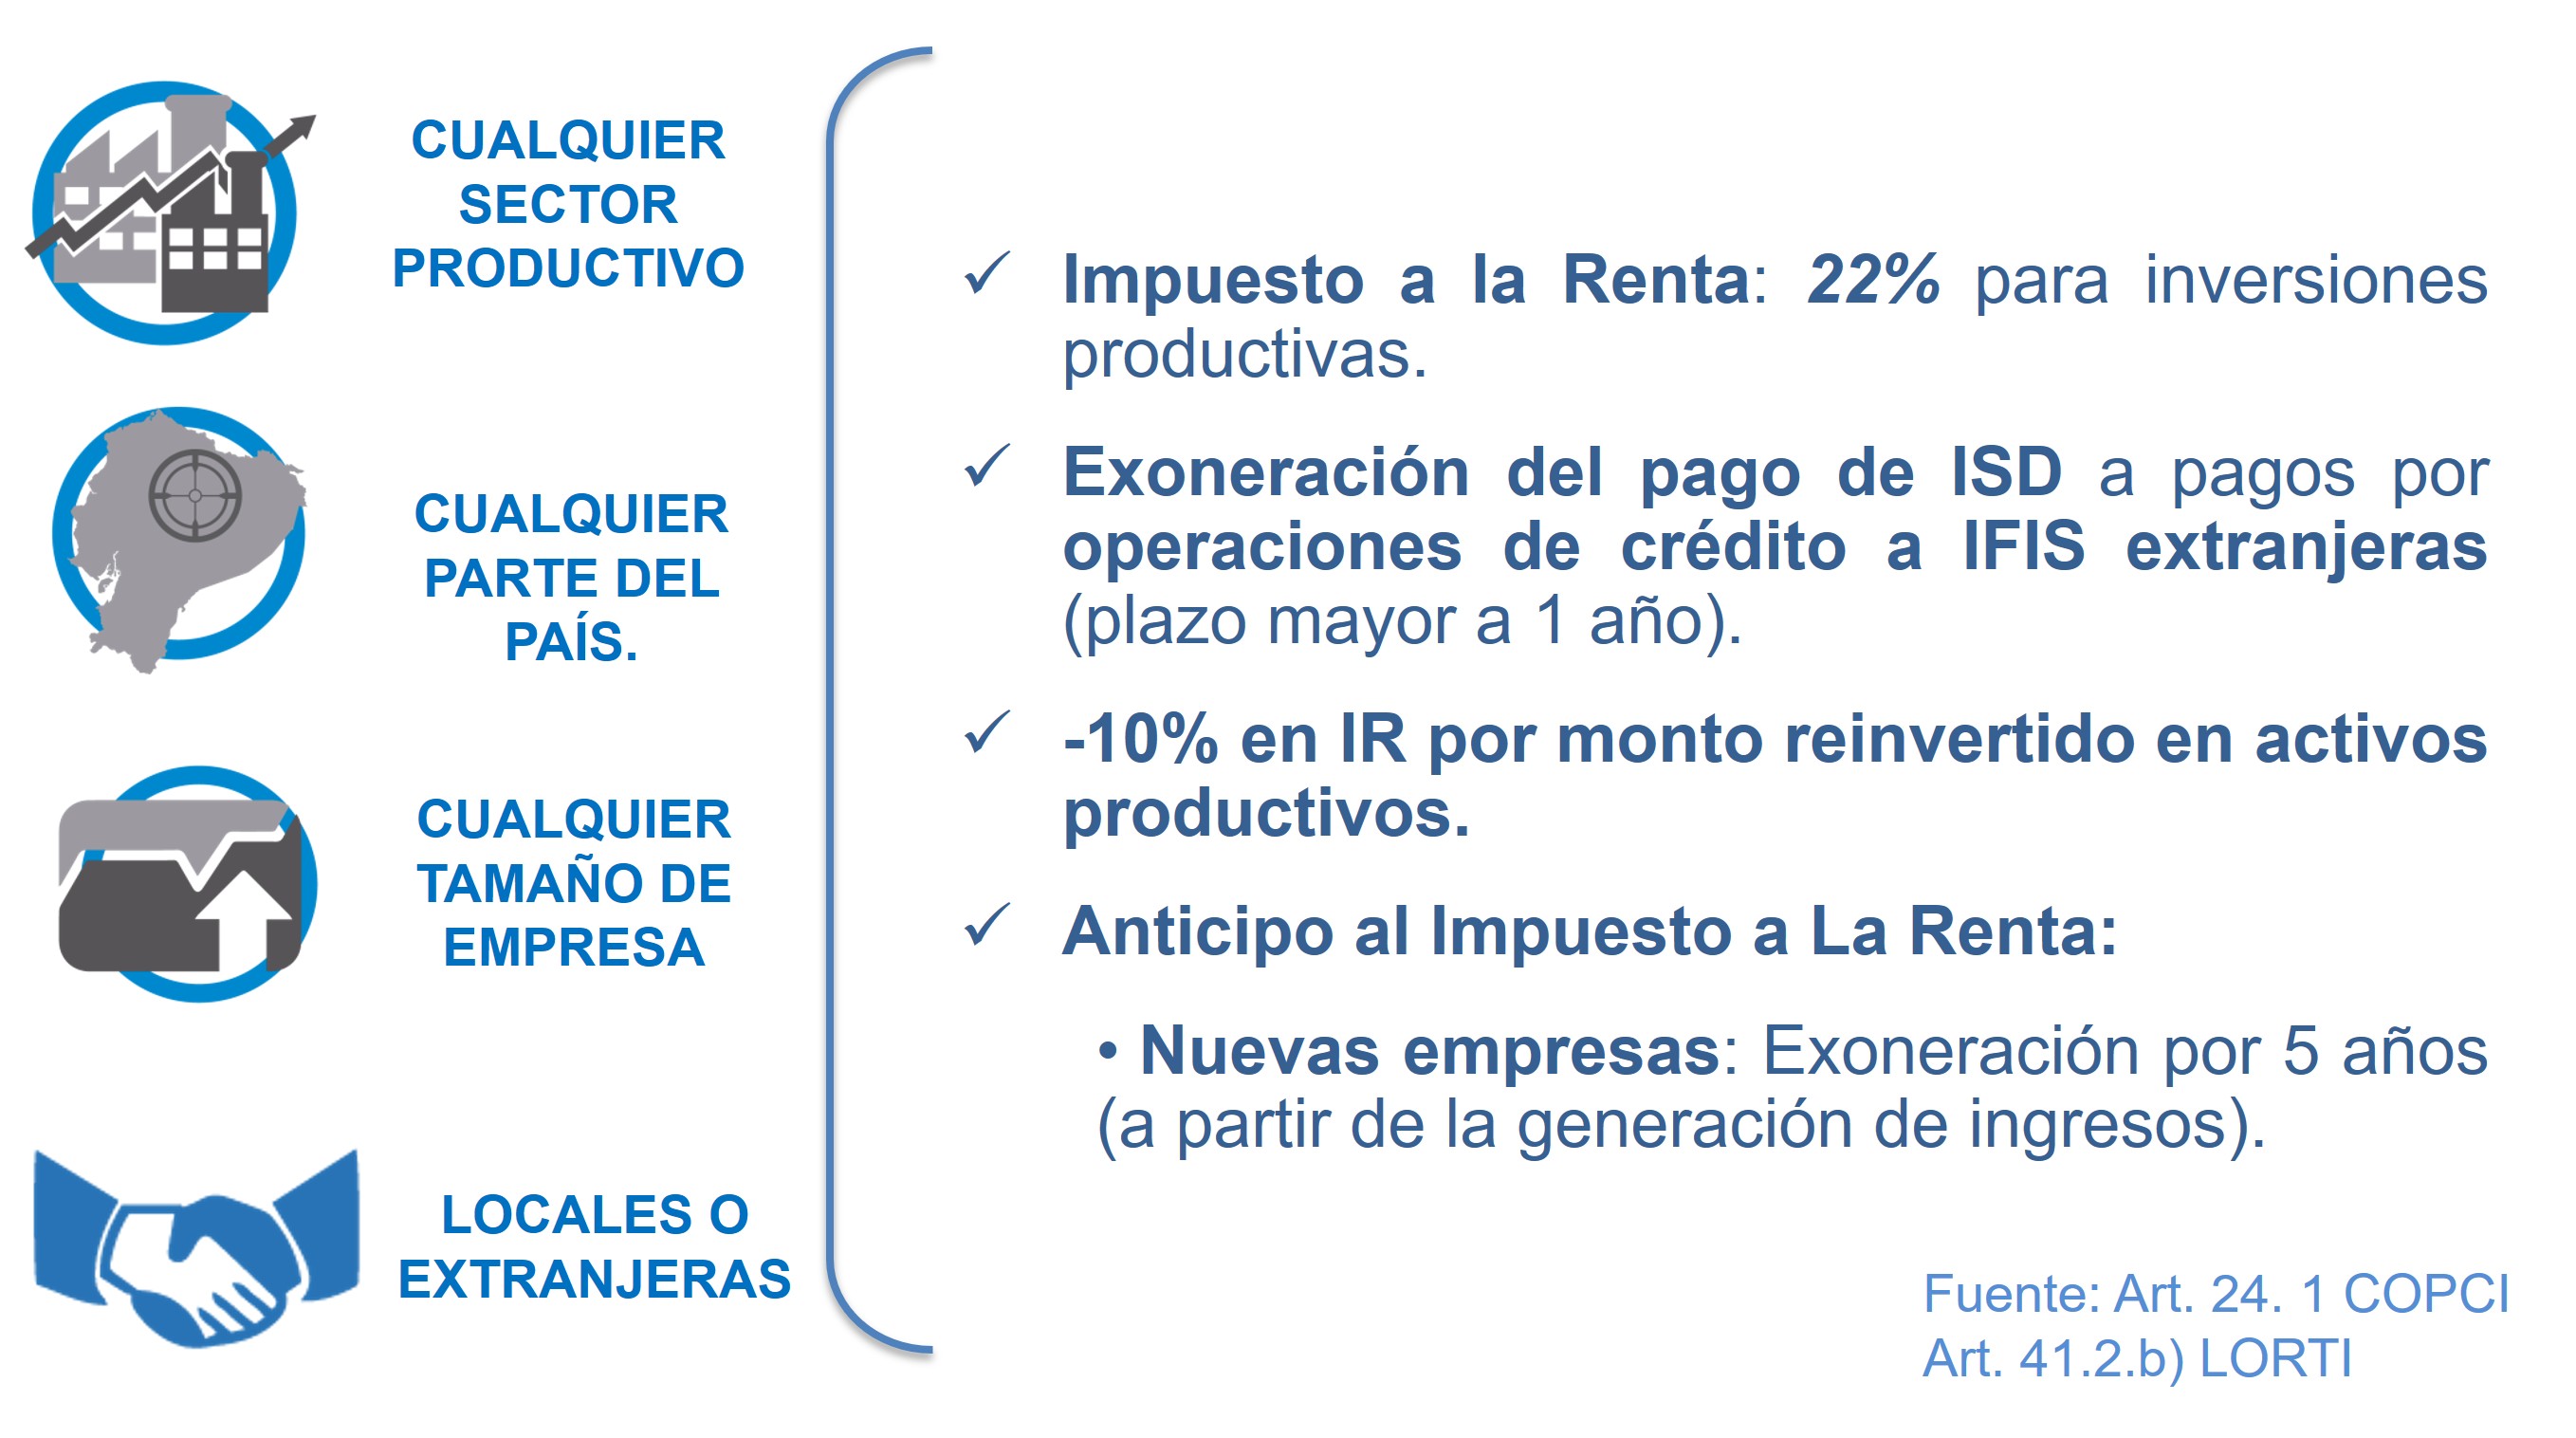 CUALQUIER
SECTOR
PRODUCTIVO
CUALQUIER
PARTE DEL
PAÍS.
CUALQUIER
TAMAÑO DE
EMPRESA
LOCALES O
EXTRANJERAS
✓ Impuesto a la Renta: 22% para inversiones
productivas.
✓ Exoneración del pago de ISD a pagos por
operaciones de crédito a IFIS extranjeras
(plazo mayor a 1 año).
✓ -10% en IR por monto reinvertido en activos
productivos.
✓ Anticipo al Impuesto a La Renta:
• Nuevas empresas: Exoneración por 5 años
(a partir de la generación de ingresos).
Fuente: Art. 24. 1 COPCI
Art. 41.2.b) LORTI